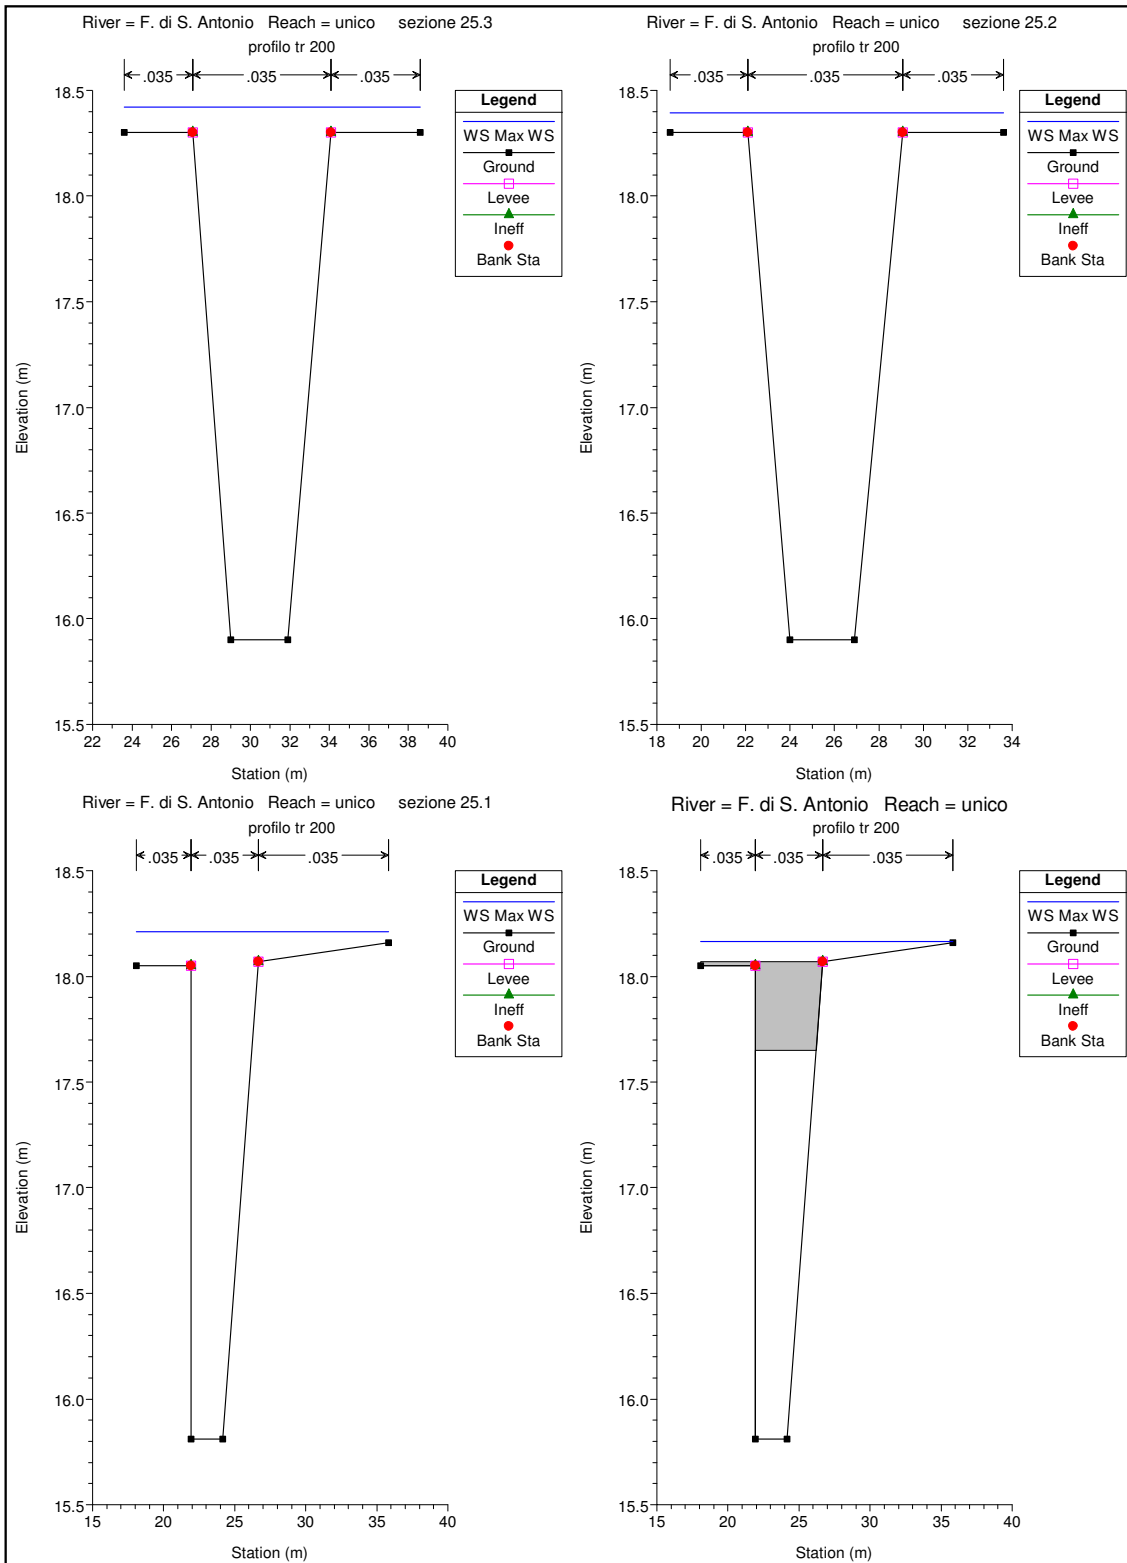 River = F. di S. Antonio Reach = unico sezione 25.3
profilo tr 200
.035 .035 .035
Legend
WS Max WS
Ground
Levee
Ineff
Bank Sta
18.5
18.0
17.5
17.0
16.5
16.0
15.5
Elevation (m)
22 24 26 28 30 32 34 36 38 40
Station (m)
River = F. di S. Antonio Reach = unico sezione 25.2
profilo tr 200
.035 .035 .035
Legend
WS Max WS
Ground
Levee
Ineff
Bank Sta
18.5
18.0
17.5
17.0
16.5
16.0
15.5
Elevation (m)
18 20 22 24 26 28 30 32 34
Station (m)
River = F. di S. Antonio Reach = unico sezione 25.1
profilo tr 200
.035 .035 .035
Legend
WS Max WS
Ground
Levee
Ineff
Bank Sta
18.5
18.0
17.5
17.0
16.5
16.0
15.5
Elevation (m)
15 20 25 30 35 40
Station (m)
River = F. di S. Antonio Reach = unico
profilo tr 200
.035 .035 .035
Legend
WS Max WS
Ground
Levee
Ineff
Bank Sta
18.5
18.0
17.5
17.0
16.5
16.0
15.5
Elevation (m)
15 20 25 30 35 40
Station (m)